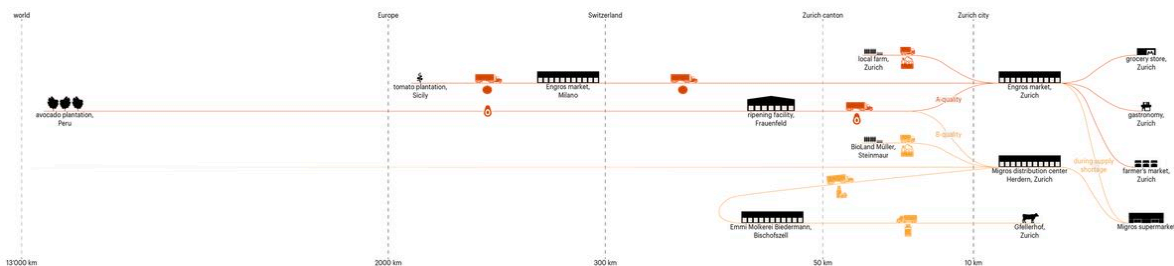 world
Europe
Switzerland
Zurich canton
Zurich city
local farm,
Zurich
grocery store,
Zurich
tomato plantation,
Sicily
Engros market,
Milano
Engros market,
Zurich
A-quality
avocado plantation,
Peru
ripening facility,
Frauenfeld
gastronomy,
Zurich
B-quality
BioLand Müller,
Steinmaur
during supply
shortage
Migros distribution center
Herdern, Zurich
farmer's market,
Zurich
Emmi Molkerei Biedermann,
Bischofszell
Gfellerhof,
Zurich
Migros supermarket
13'000 km
2000 km
300 km
50 km
10 km